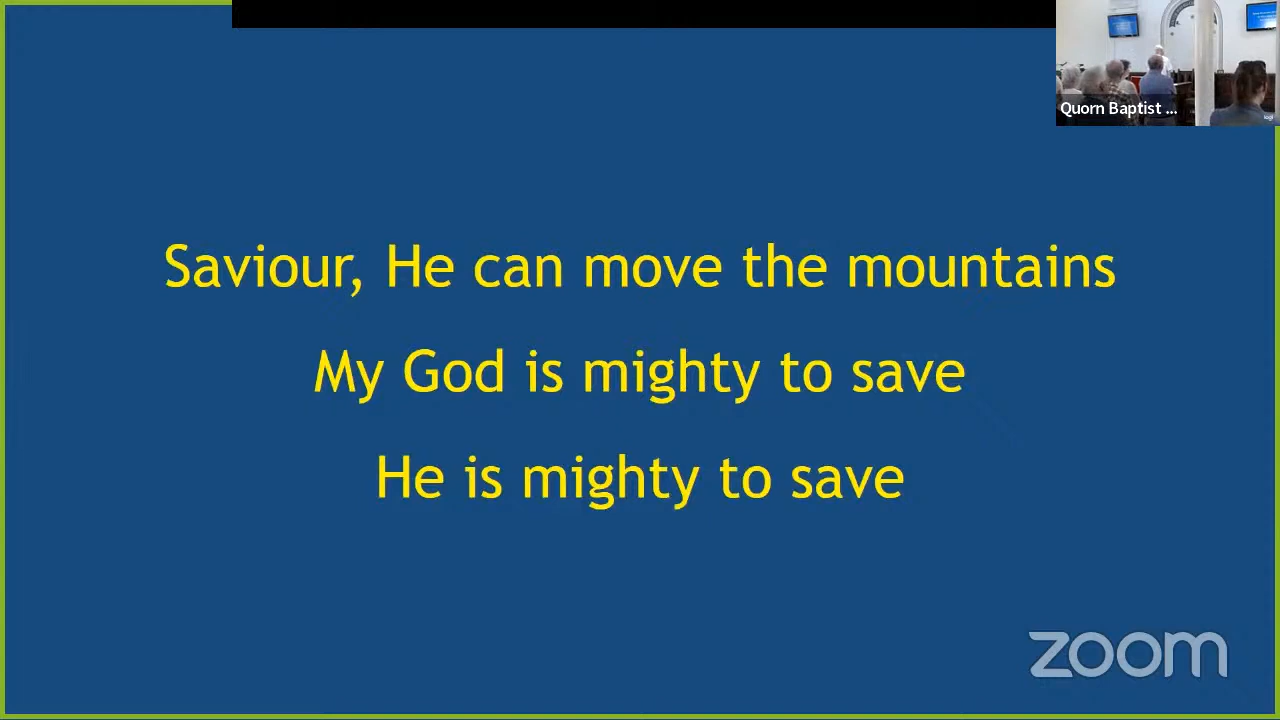 Quorn Baptist ...
Saviour, He can move the mountains
My God is mighty to save
He is mighty to save
zoom